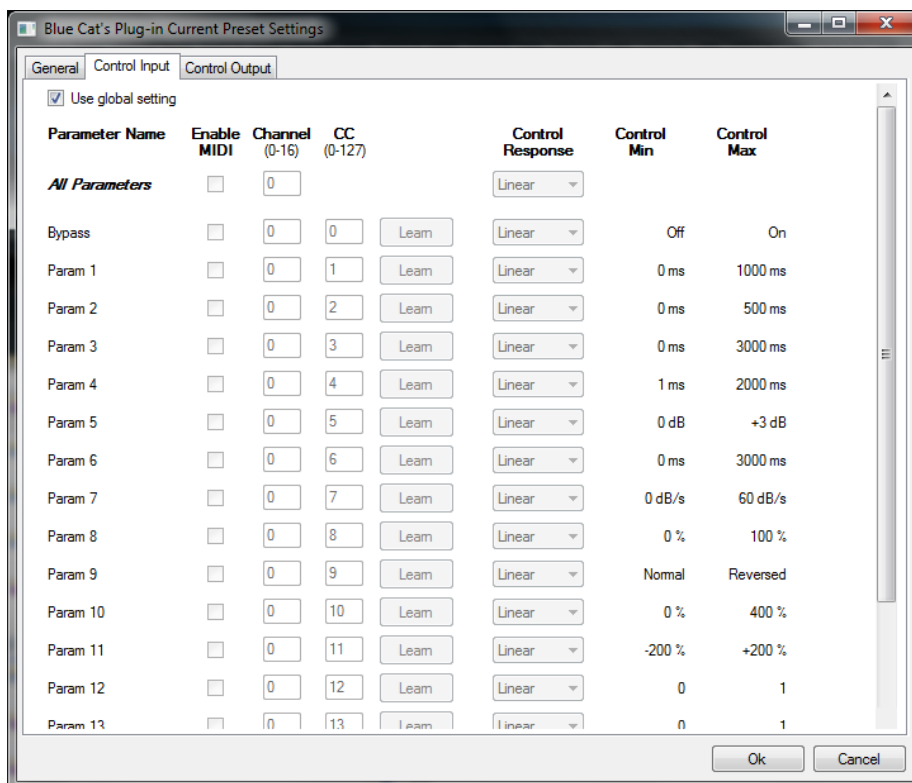 Blue Cat's Plug-in Current Preset Settings
General Control Input Control Output
Use global setting
Parameter Name Enable MIDI Channel (0-16) CC (0-127) Control Response Control Min Control Max
All Parameters 0 Linear
Bypass 0 0 Learn Linear Off On
Param 1 0 1 Learn Linear 0 ms 1000 ms
Param 2 0 2 Learn Linear 0 ms 500 ms
Param 3 0 3 Learn Linear 0 ms 3000 ms
Param 4 0 4 Learn Linear 1 ms 2000 ms
Param 5 0 5 Learn Linear 0 dB +3 dB
Param 6 0 6 Learn Linear 0 ms 3000 ms
Param 7 0 7 Learn Linear 0 dB/s 60 dB/s
Param 8 0 8 Learn Linear 0 % 100 %
Param 9 0 9 Learn Linear Normal Reversed
Param 10 0 10 Learn Linear 0 % 400 %
Param 11 0 11 Learn Linear -200 % +200 %
Param 12 0 12 Learn Linear 0 1
Param 13 0 13 Learn Linear 0 1
Ok Cancel